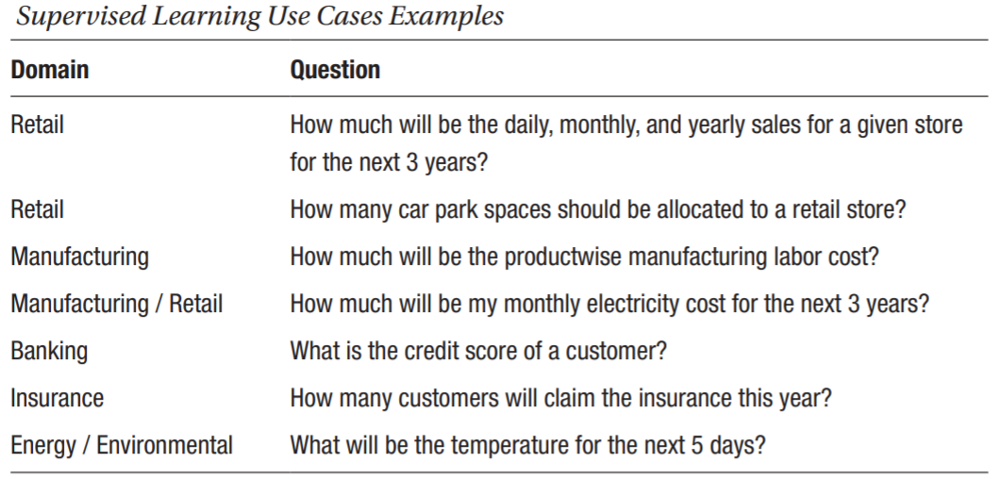 Supervised Learning Use Cases Examples
Domain Question
Retail How much will be the daily, monthly, and yearly sales for a given store
for the next 3 years?
Retail How many car park spaces should be allocated to a retail store?
Manufacturing How much will be the productwise manufacturing labor cost?
Manufacturing / Retail How much will be my monthly electricity cost for the next 3 years?
Banking What is the credit score of a customer?
Insurance How many customers will claim the insurance this year?
Energy / Environmental What will be the temperature for the next 5 days?